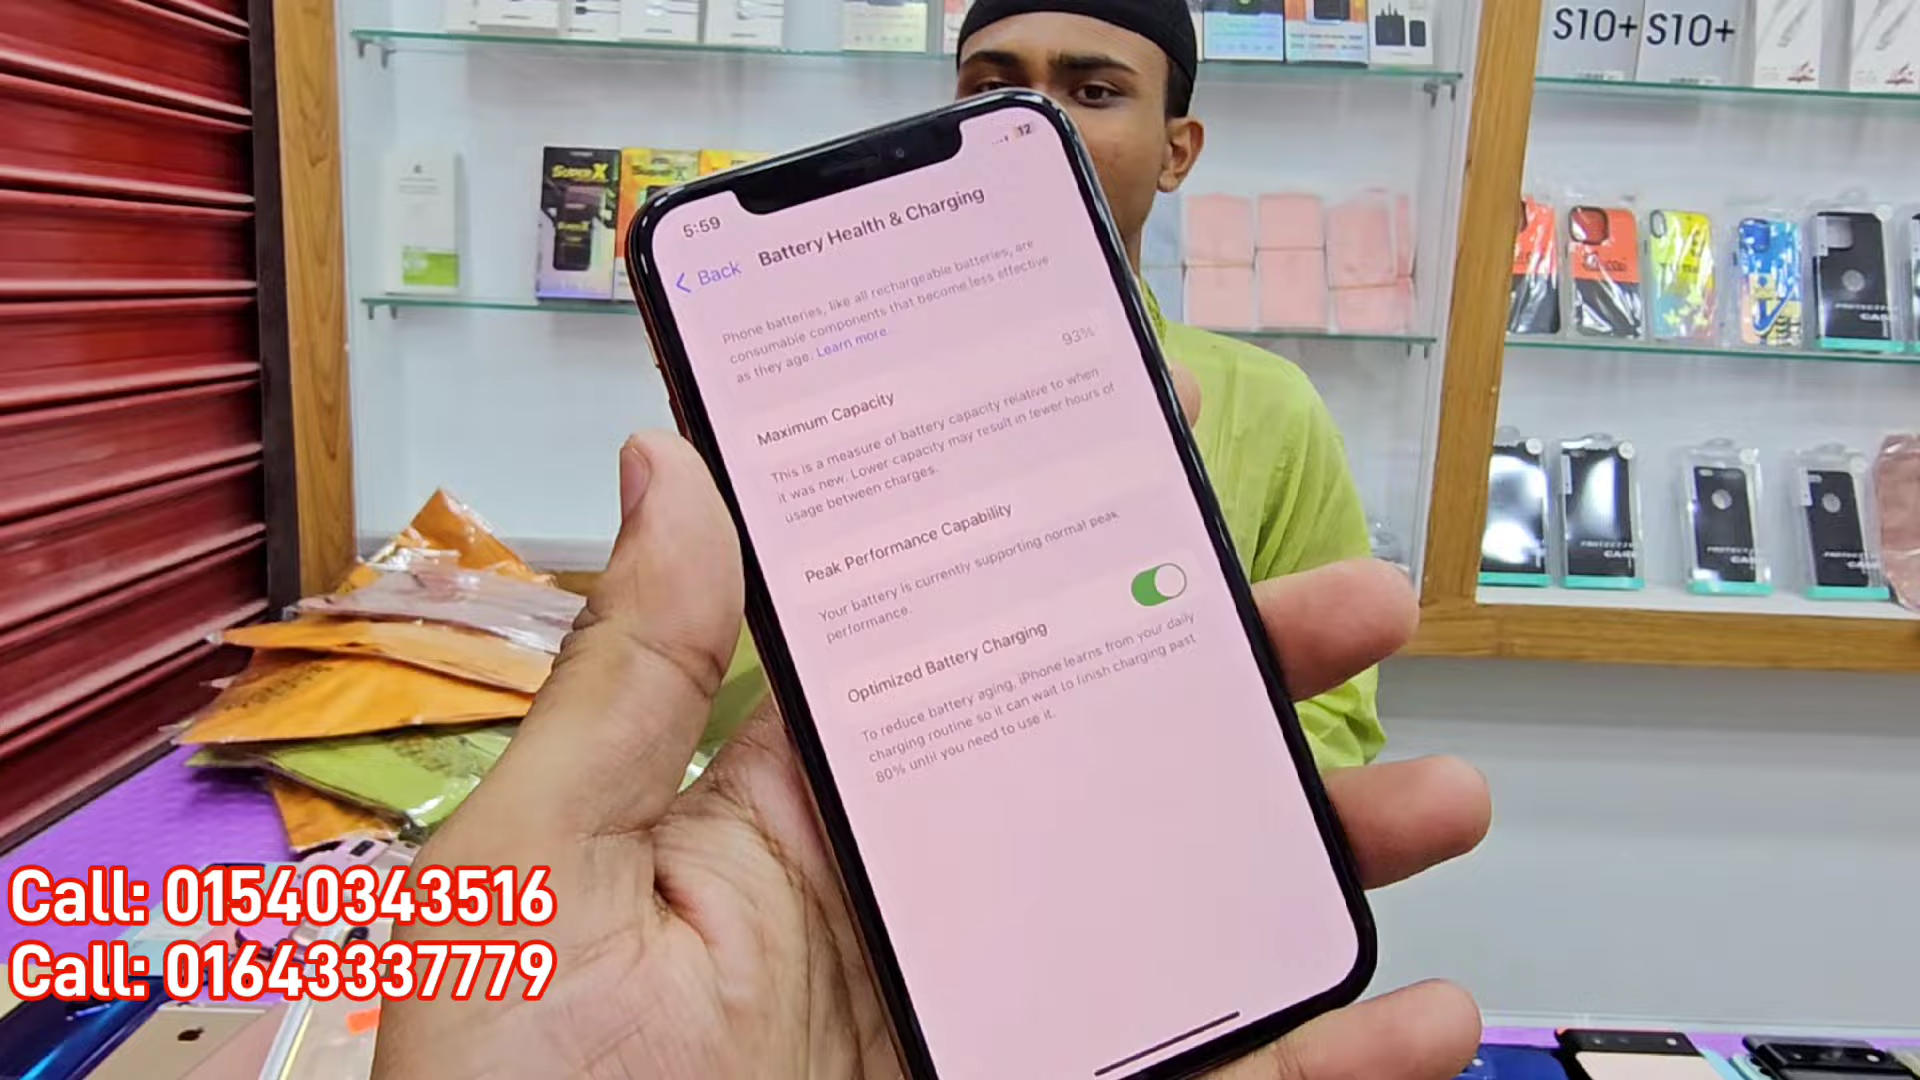 S10+ S10+
SUPER X
SUPER
12
5:59
Back
Battery Health & Charging
Phone batteries, like all rechargeable batteries, are
consumable components that become less effective
as they age. Learn more
93%
Maximum Capacity
This is a measure of battery capacity relative to when
it was new. Lower capacity may result in fewer hours of
usage between charges.
Peak Performance Capability
Your battery is currently supporting normal peak
performance.
Optimized Battery Charging
To reduce battery aging, iPhone learns from your daily
charging routine so it can wait to finish charging past
80% until you need to use it.
Call: 01540343516
Call: 01643337779